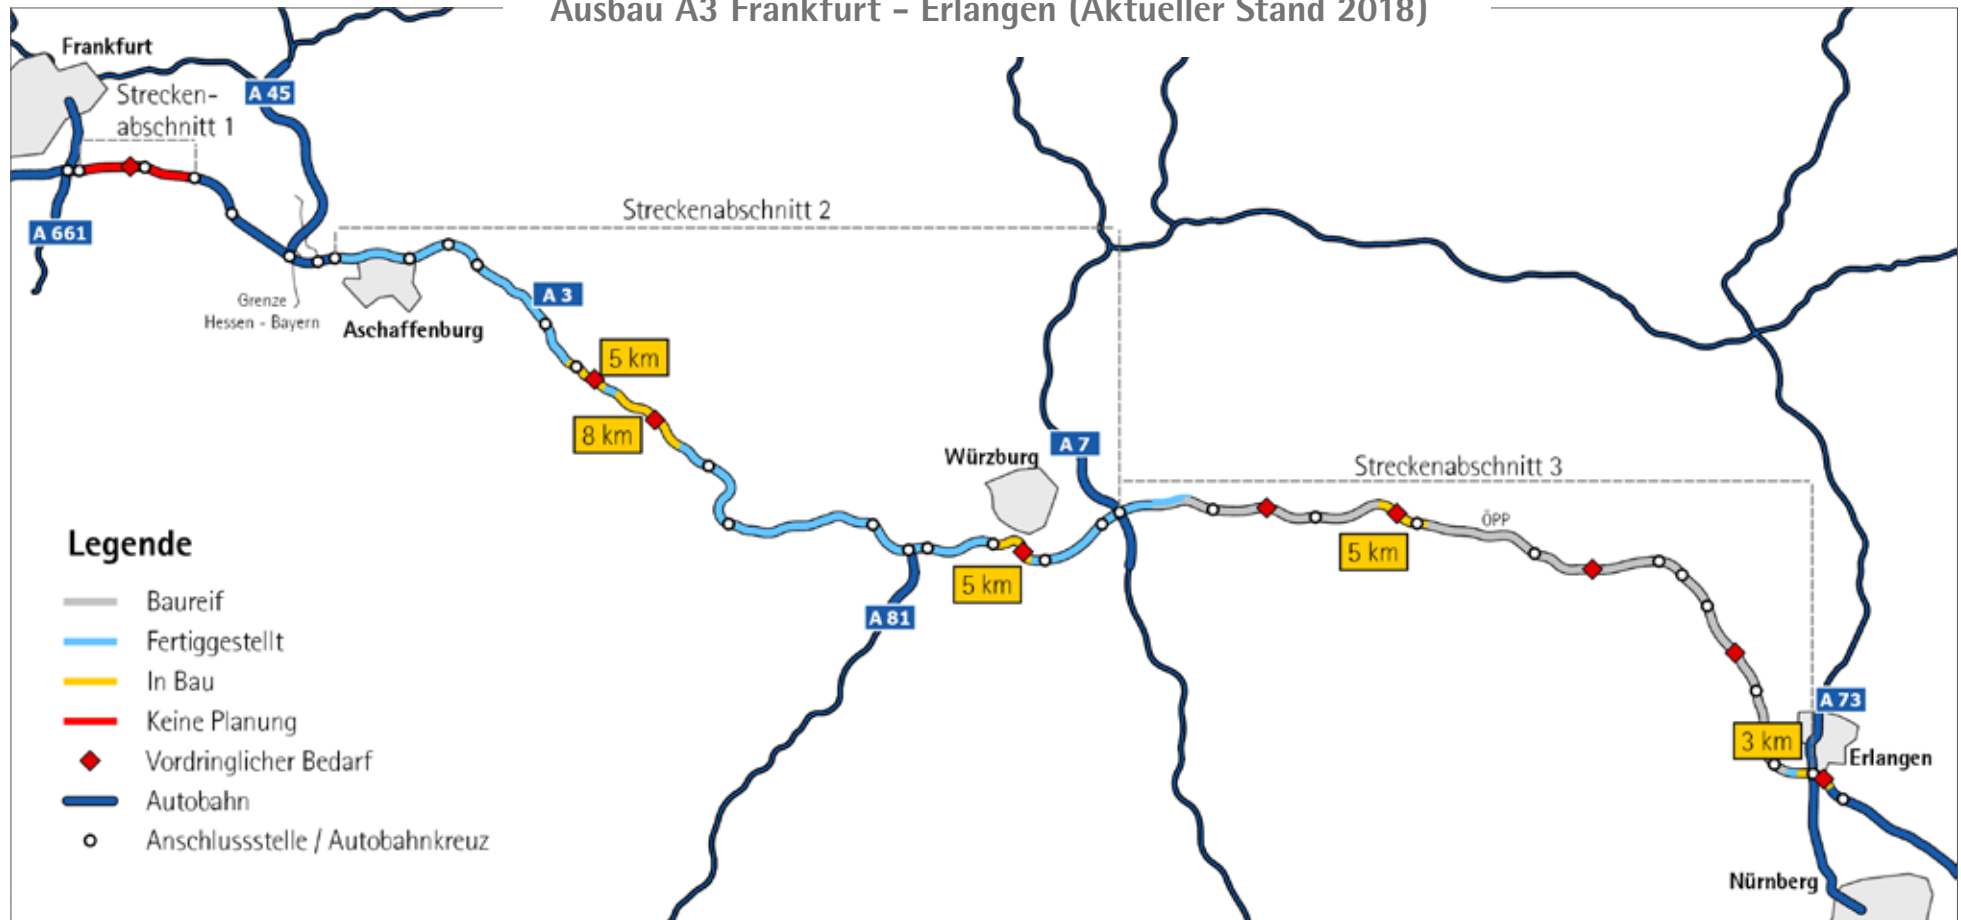 Ausbau A3 Frankfurt - Erlangen (Aktueller Stand 2018)
Frankfurt
Strecken-
abschnitt 1
A 45
A 661
Streckenabschnitt 2
Grenze
Hessen - Bayern
Aschaffenburg
A 3
5 km
8 km
Würzburg
A 7
5 km
A 81
Streckenabschnitt 3
5 km
ÖPP
A 73
3 km
Erlangen
Nürnberg
Legende
Baureif
Fertiggestellt
In Bau
Keine Planung
Vordringlicher Bedarf
Autobahn
Anschlussstelle / Autobahnkreuz